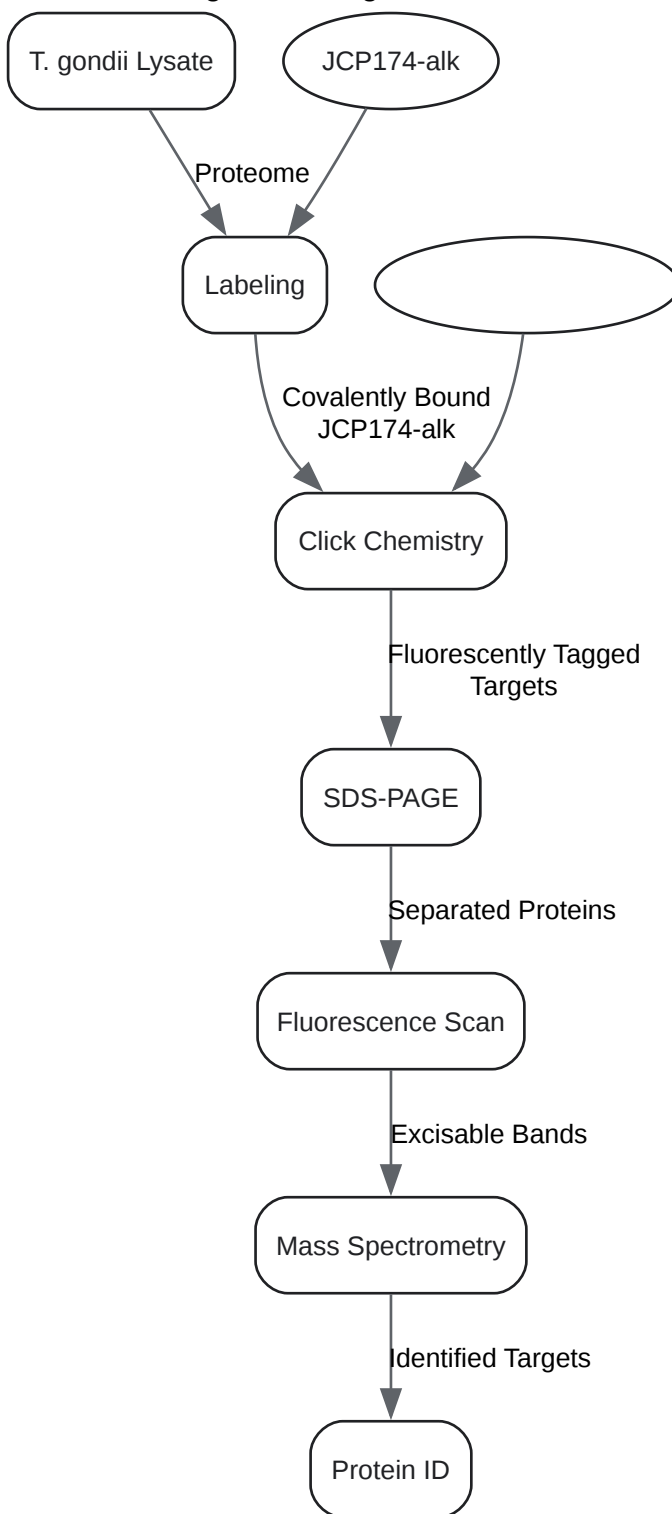 T. gondii Lysate
JCP174-alk
Proteome
Labeling
Covalently Bound
JCP174-alk
Click Chemistry
Fluorescently Tagged
Targets
SDS-PAGE
Separated Proteins
Fluorescence Scan
Excisable Bands
Mass Spectrometry
Identified Targets
Protein ID